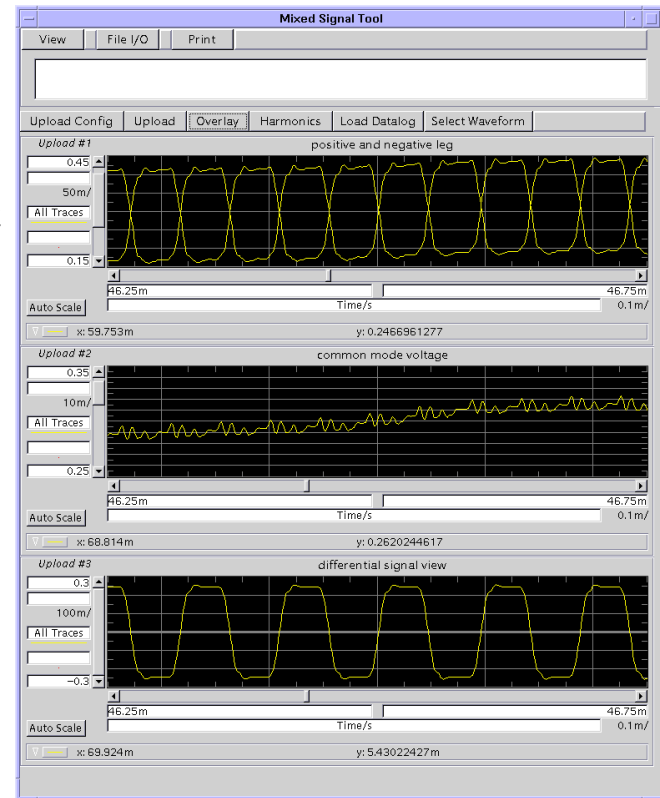 Mixed Signal Tool
View File I/O Print
Upload Config Upload Overlay Harmonics Load Datalog Select Waveform
Upload #1 positive and negative leg
0.45
50m/
All Traces
0.15
46.25m 46.75m
Auto Scale Time/s 0.1m/
x: 59.753m y: 0.2466961277
Upload #2 common mode voltage
0.35
10m/
All Traces
0.25
46.25m 46.75m
Auto Scale Time/s 0.1m/
x: 68.814m y: 0.2620244617
Upload #3 differential signal view
0.3
100m/
All Traces
-0.3
46.25m 46.75m
Auto Scale Time/s 0.1m/
x: 69.924m y: 5.43022427m